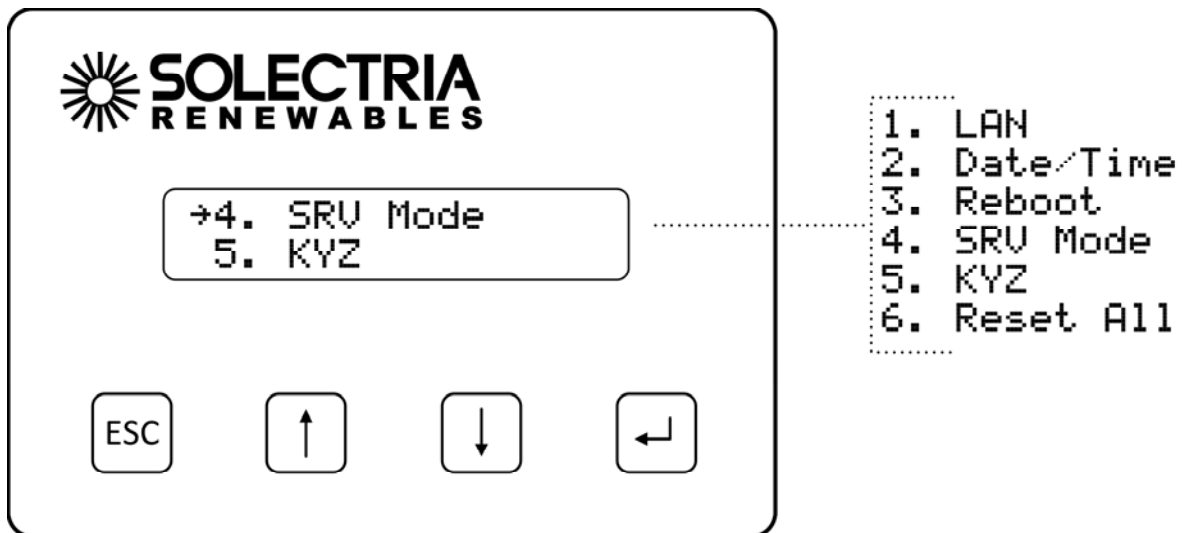 SOLECTRIA
RENEWABLES
→4. SRV Mode
5. KYZ
ESC
↑
↓
↵
1. LAN
2. Date/Time
3. Reboot
4. SRV Mode
5. KYZ
6. Reset All